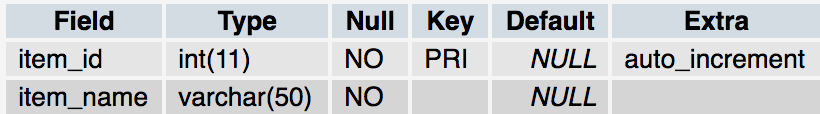 Field Type Null Key Default Extra
item_id int(11) NO PRI NULL auto_increment
item_name varchar(50) NO NULL